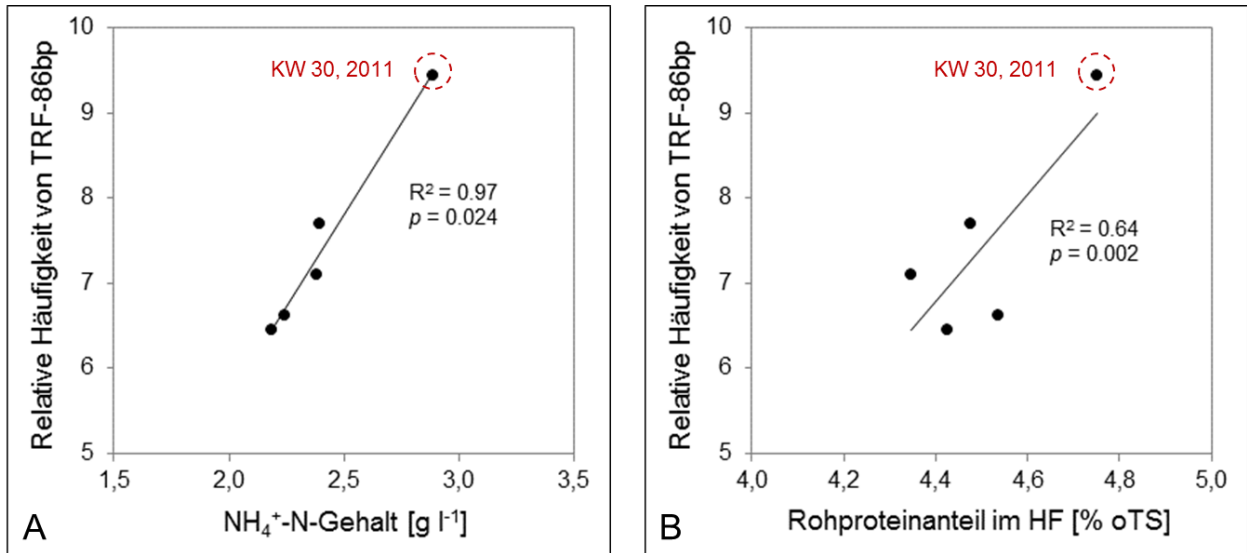 Relative Häufigkeit von TRF-86bp
10
9
8
7
6
5
KW 30, 2011
R² = 0.97
p = 0.024
1,5 2,0 2,5 3,0 3,5
NH₄⁺-N-Gehalt [g l⁻¹]
A
Relative Häufigkeit von TRF-86bp
10
9
8
7
6
5
KW 30, 2011
R² = 0.64
p = 0.002
4,0 4,2 4,4 4,6 4,8 5,0
Rohproteinanteil im HF [% oTS]
B